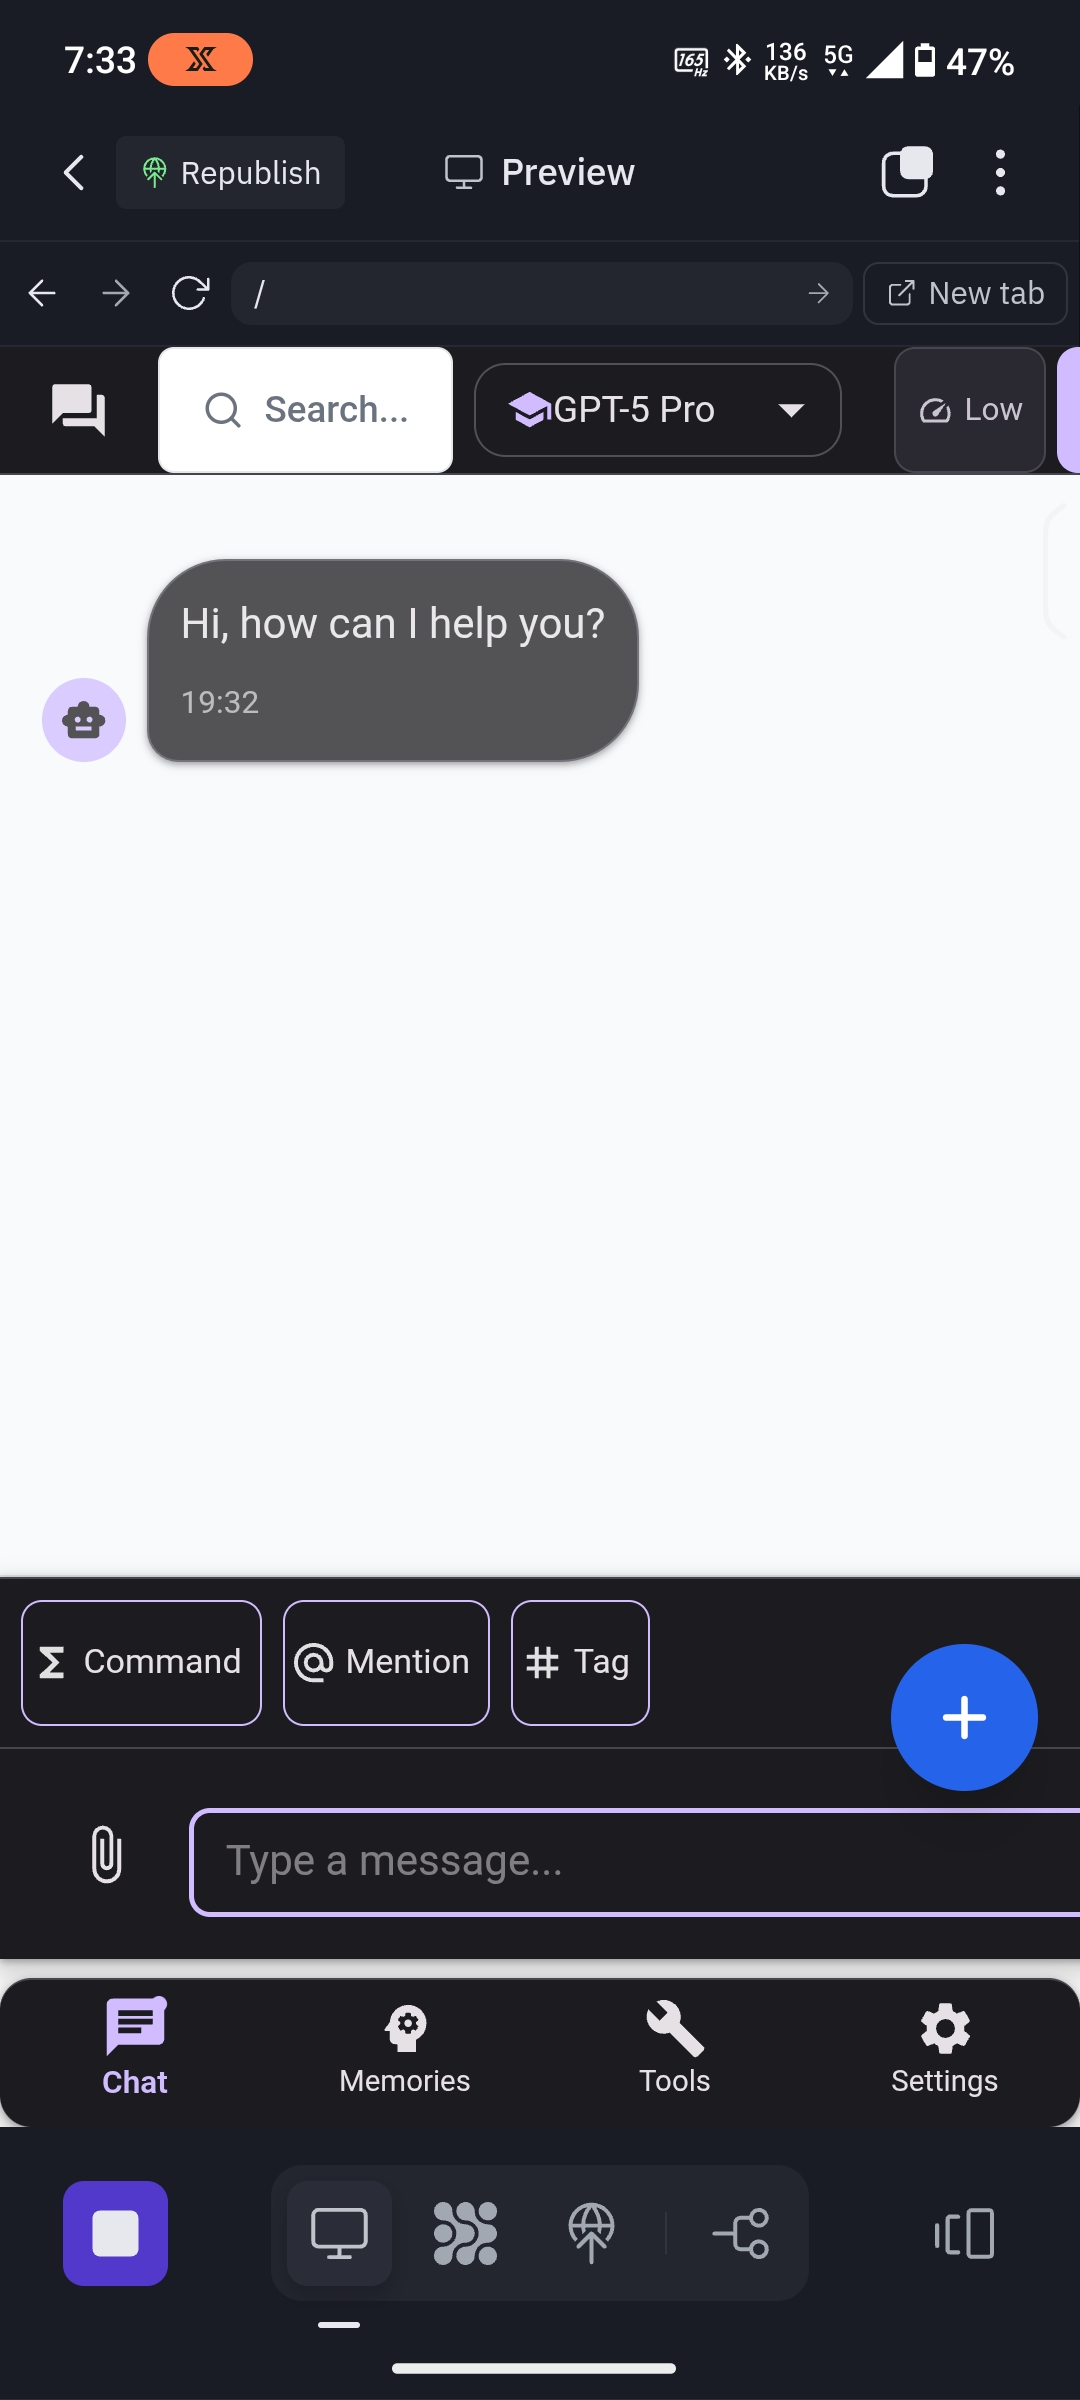 7:33
165 Hz 136 KB/s 5G 47%
Republish Preview
/ New tab
Search... GPT-5 Pro Low
Hi, how can I help you?
19:32
Command @ Mention # Tag
Type a message...
Chat Memories Tools Settings